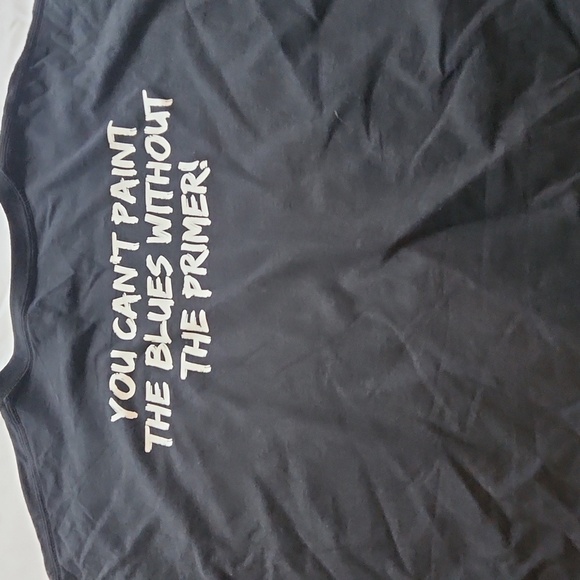 YOU CAN'T PAINT
THE BLUES WITHOUT
THE PRIMER!